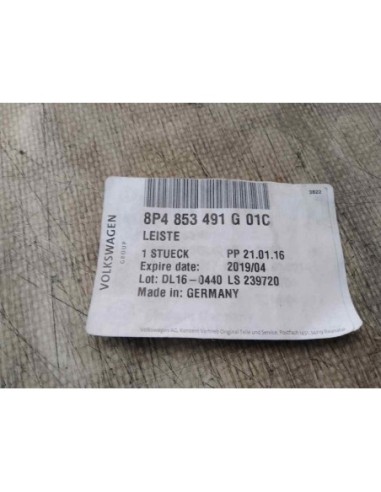 VOLKSWAGEN
GROUP
8P4 853 491 G 01C
LEISTE
1 STUECK PP 21.01.16
Expire date: 2019/04
Lot: DL16-0440 LS 239720
Made in: GERMANY